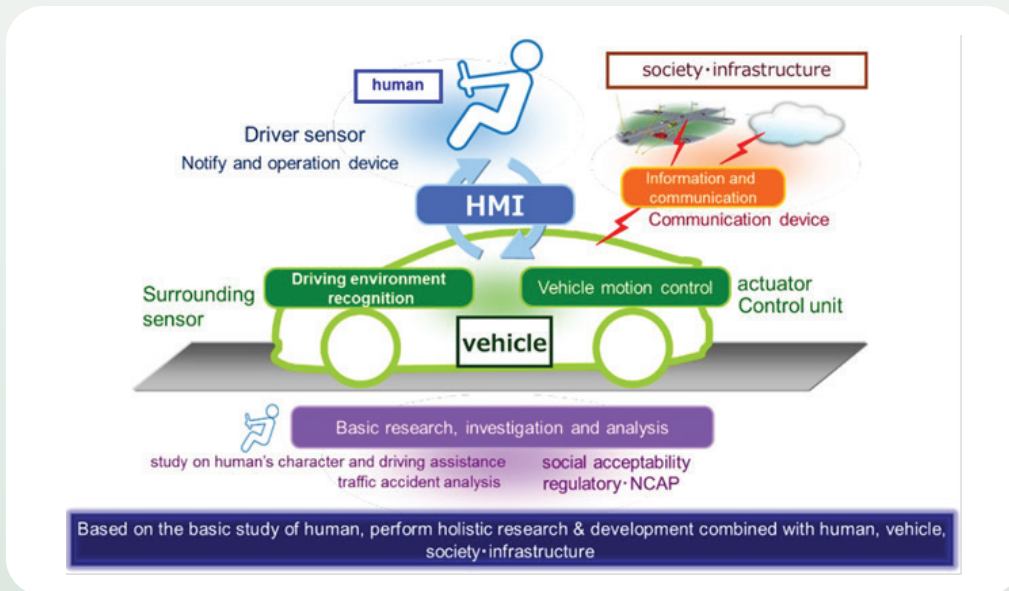 human
society・infrastructure
Driver sensor
Notify and operation device
Information and
communication
HMI
Communication device
Driving environment
recognition
Vehicle motion control
actuator
Control unit
Surrounding
sensor
vehicle
Basic research, investigation and analysis
study on human's character and driving assistance
traffic accident analysis
social acceptability
regulatory・NCAP
Based on the basic study of human, perform holistic research & development combined with human, vehicle,
society・infrastructure